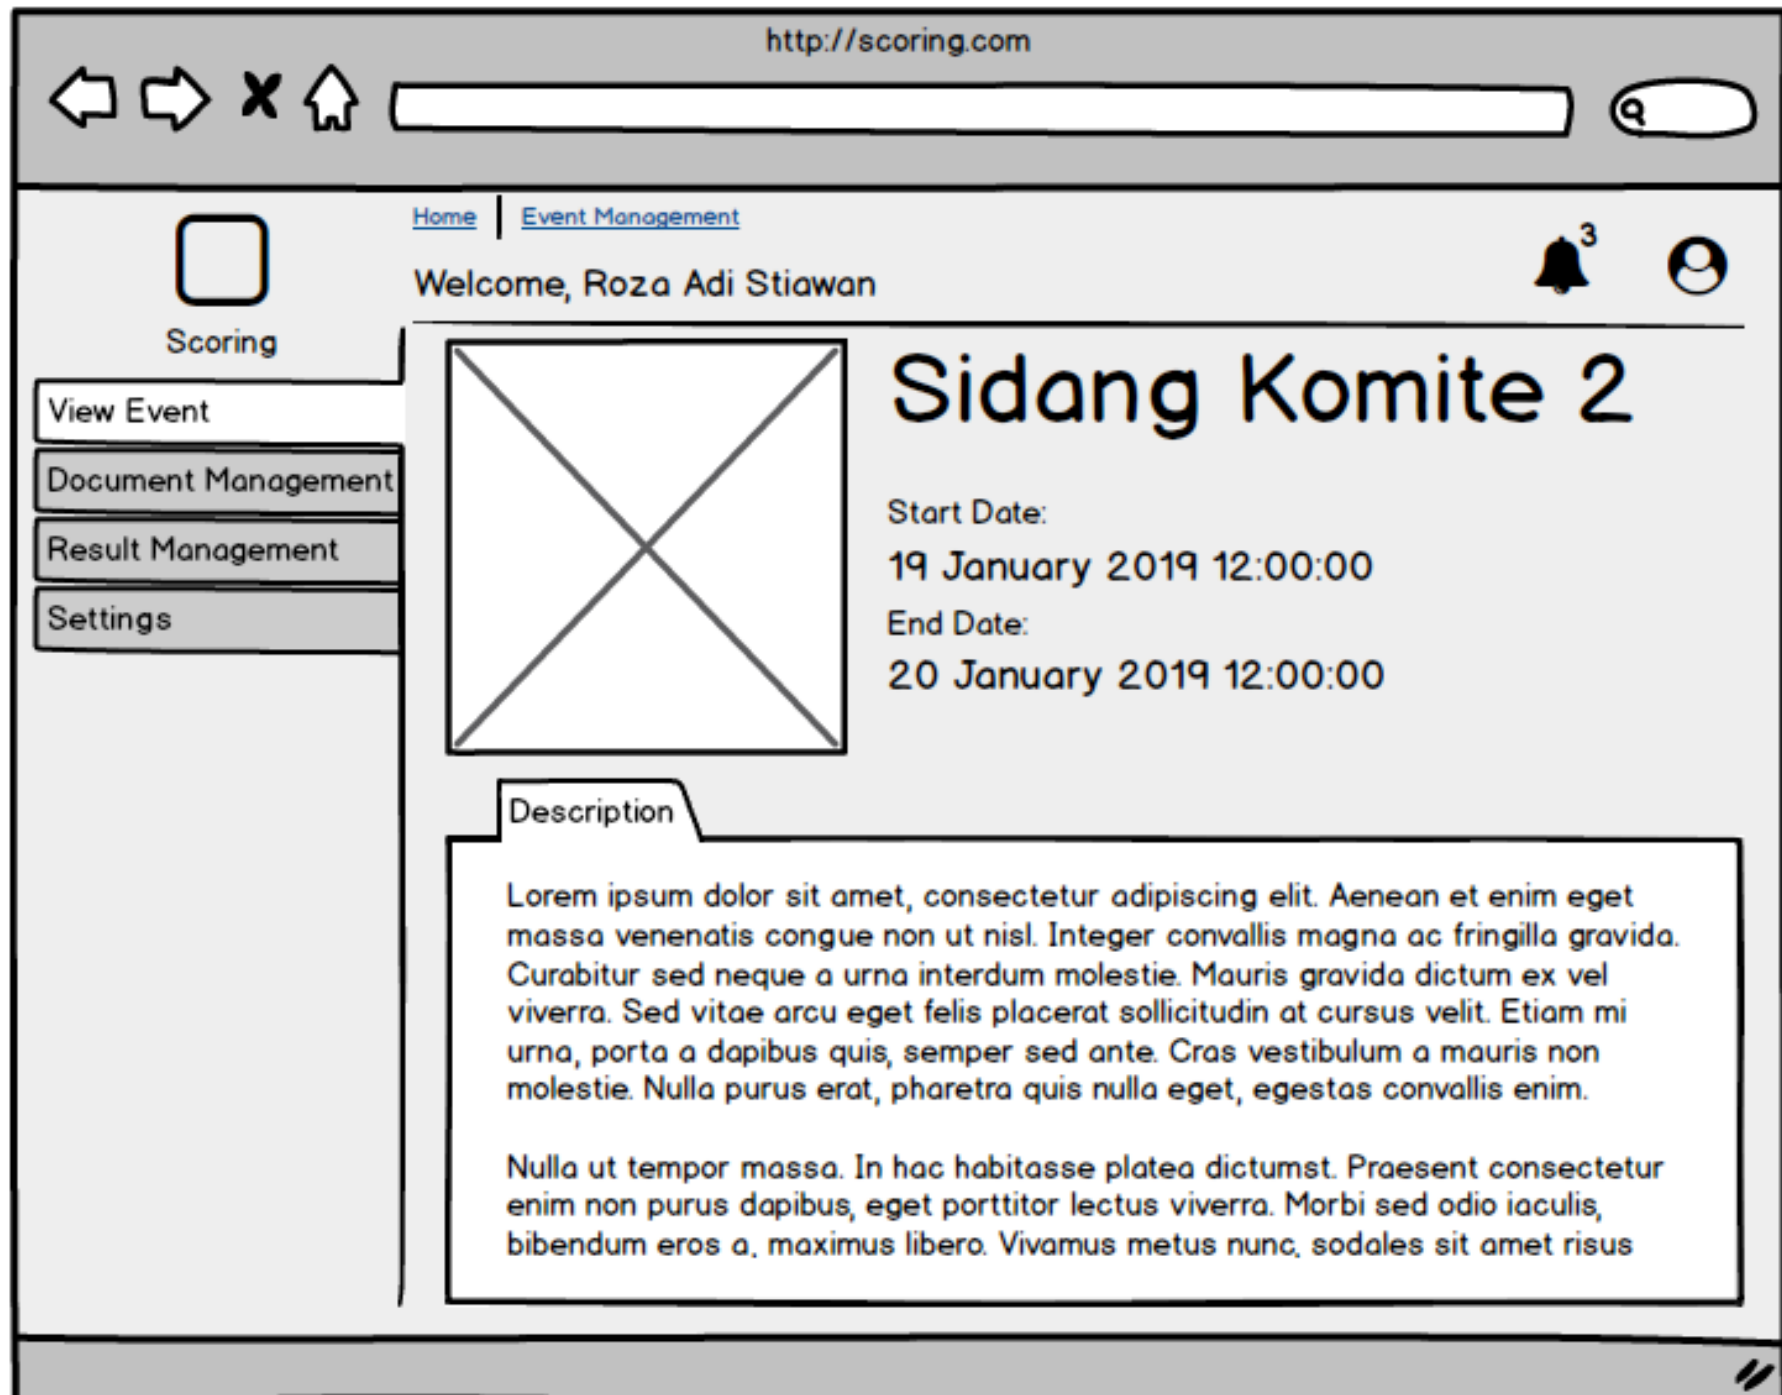 http://scoring.com
Home
Event Management
3
Welcome, Roza Adi Stiawan
Scoring
View Event
Document Management
Result Management
Settings
Sidang Komite 2
Start Date:
19 January 2019 12:00:00
End Date:
20 January 2019 12:00:00
Description
Lorem ipsum dolor sit amet, consectetur adipiscing elit. Aenean et enim eget
massa venenatis congue non ut nisl. Integer convallis magna ac fringilla gravida.
Curabitur sed neque a urna interdum molestie. Mauris gravida dictum ex vel
viverra. Sed vitae arcu eget felis placerat sollicitudin at cursus velit. Etiam mi
urna, porta a dapibus quis, semper sed ante. Cras vestibulum a mauris non
molestie. Nulla purus erat, pharetra quis nulla eget, egestas convallis enim.
Nulla ut tempor massa. In hac habitasse platea dictumst. Praesent consectetur
enim non purus dapibus, eget porttitor lectus viverra. Morbi sed odio iaculis,
bibendum eros a, maximus libero. Vivamus metus nunc, sodales sit amet risus